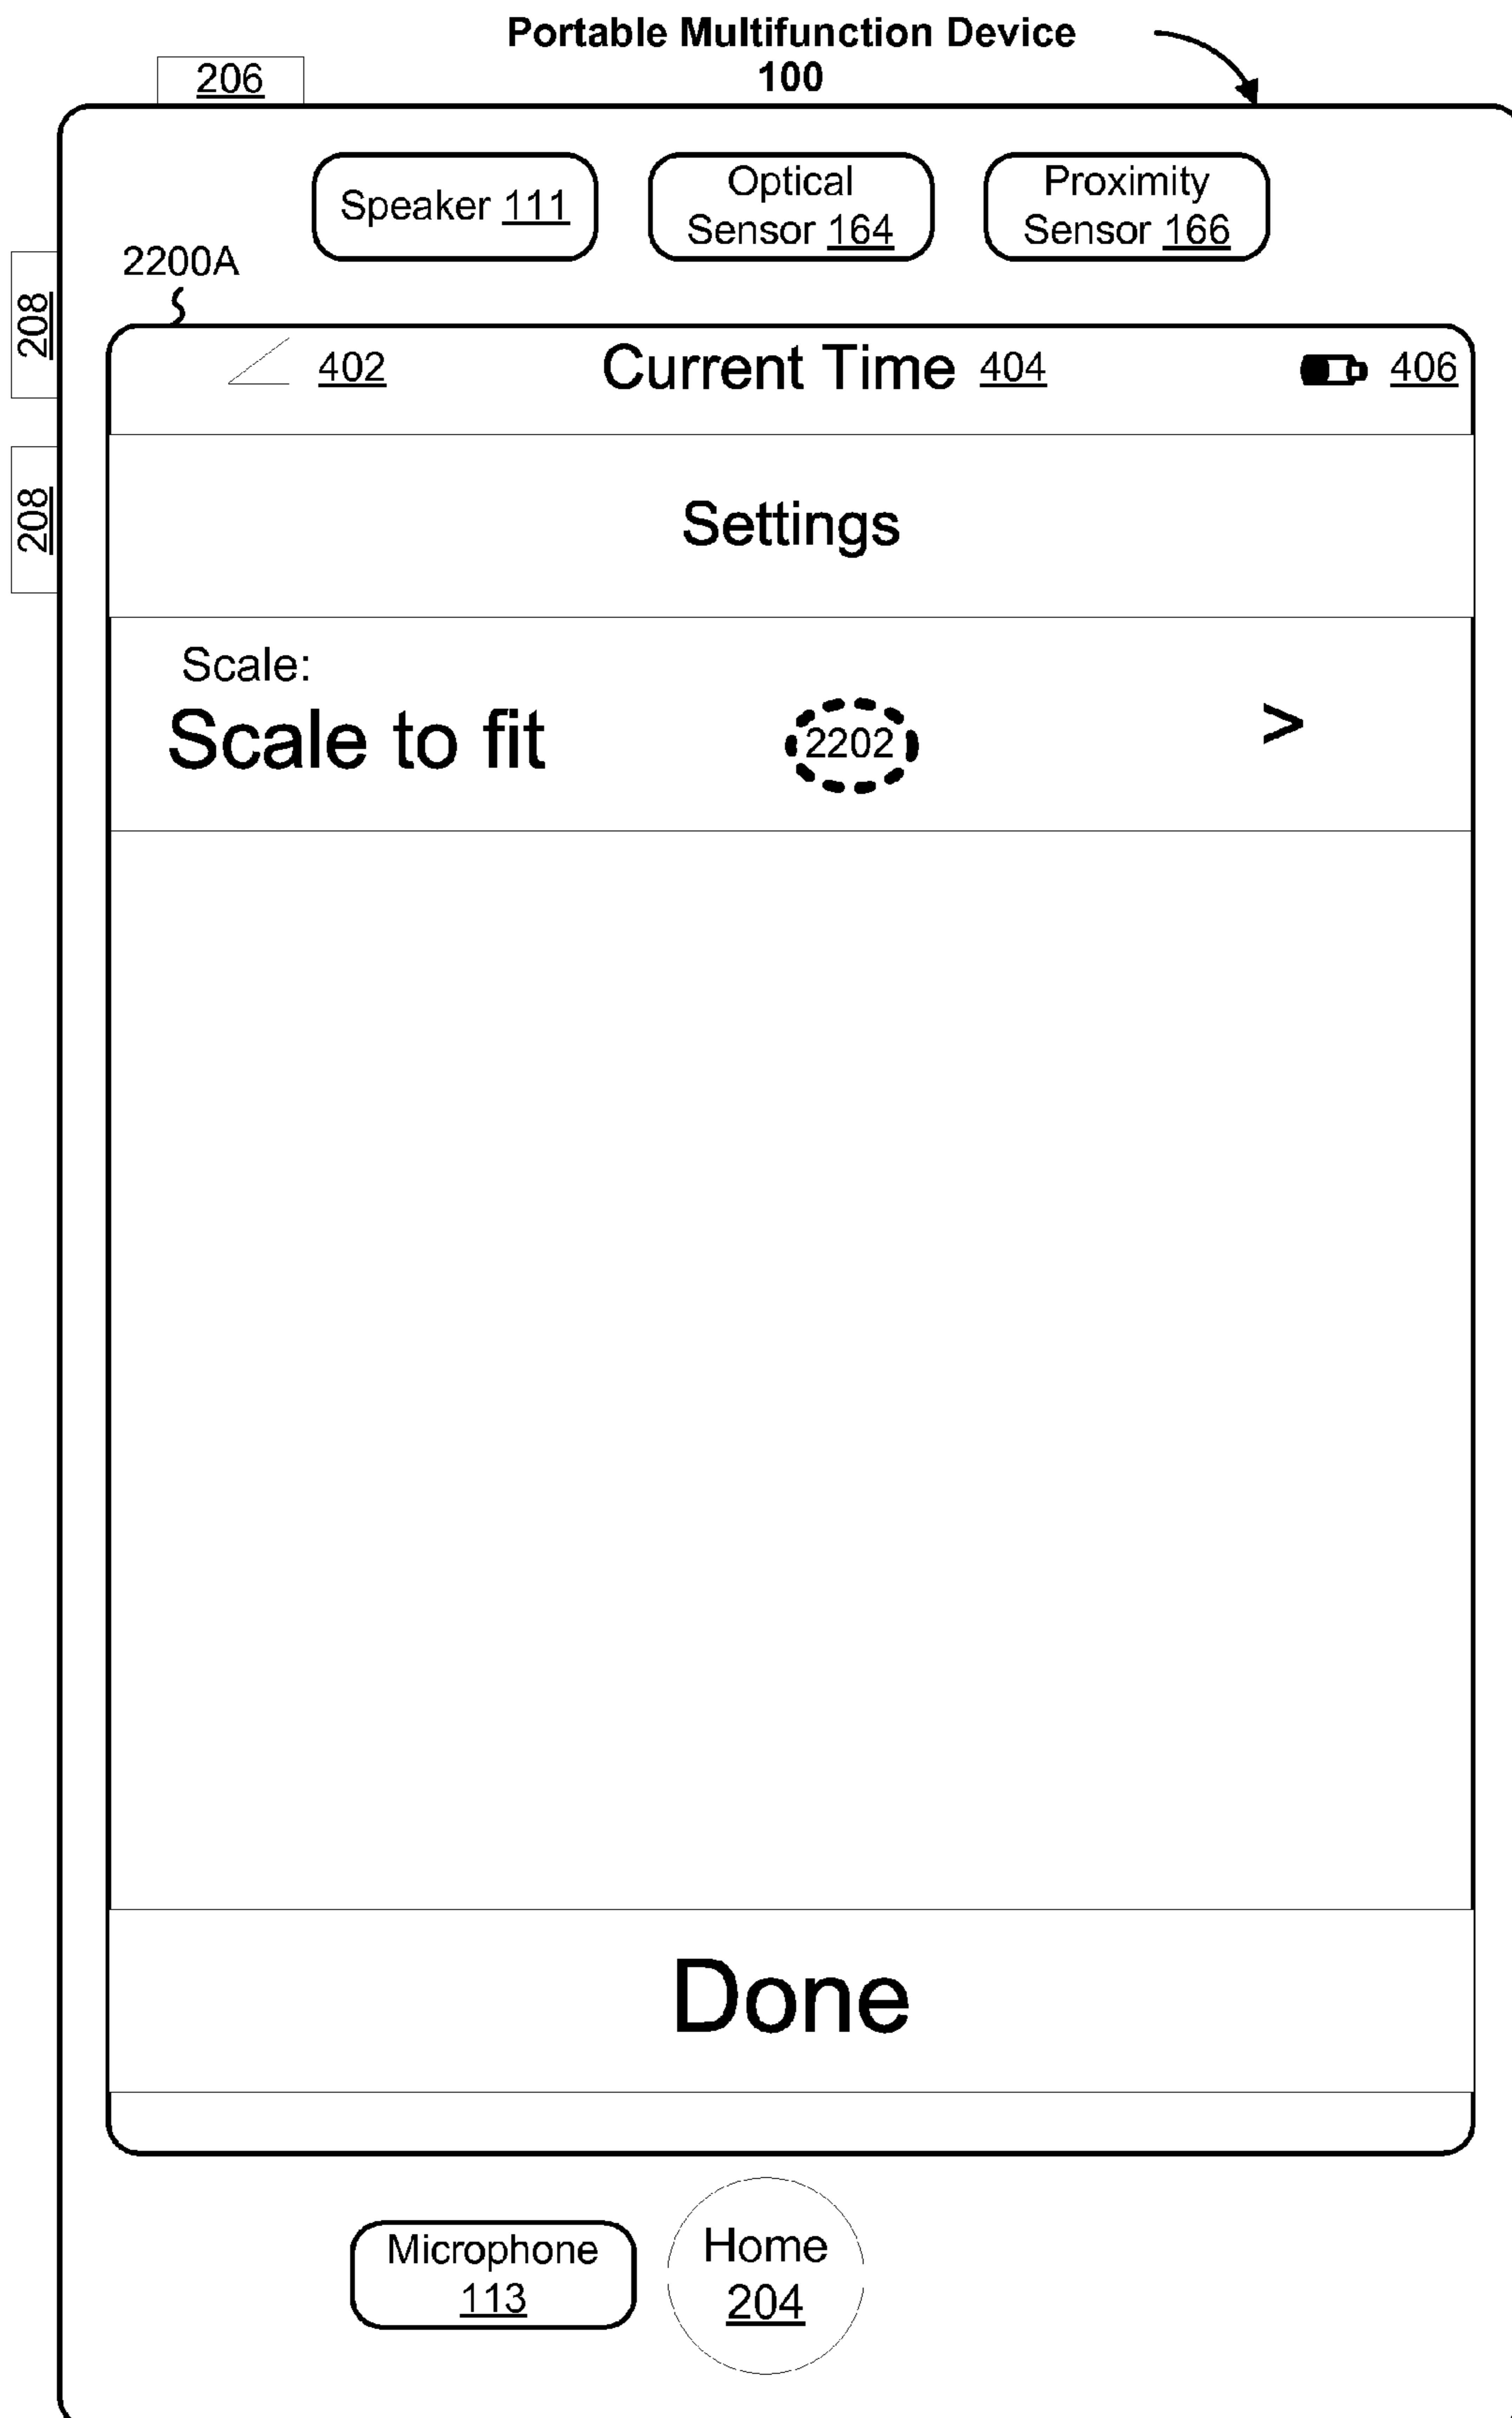 Portable Multifunction Device
100
206
Speaker 111
Optical
Sensor 164
Proximity
Sensor 166
2200A
208
402
Current Time 404
406
208
Settings
Scale:
Scale to fit
2202
>
Done
Microphone
113
Home
204